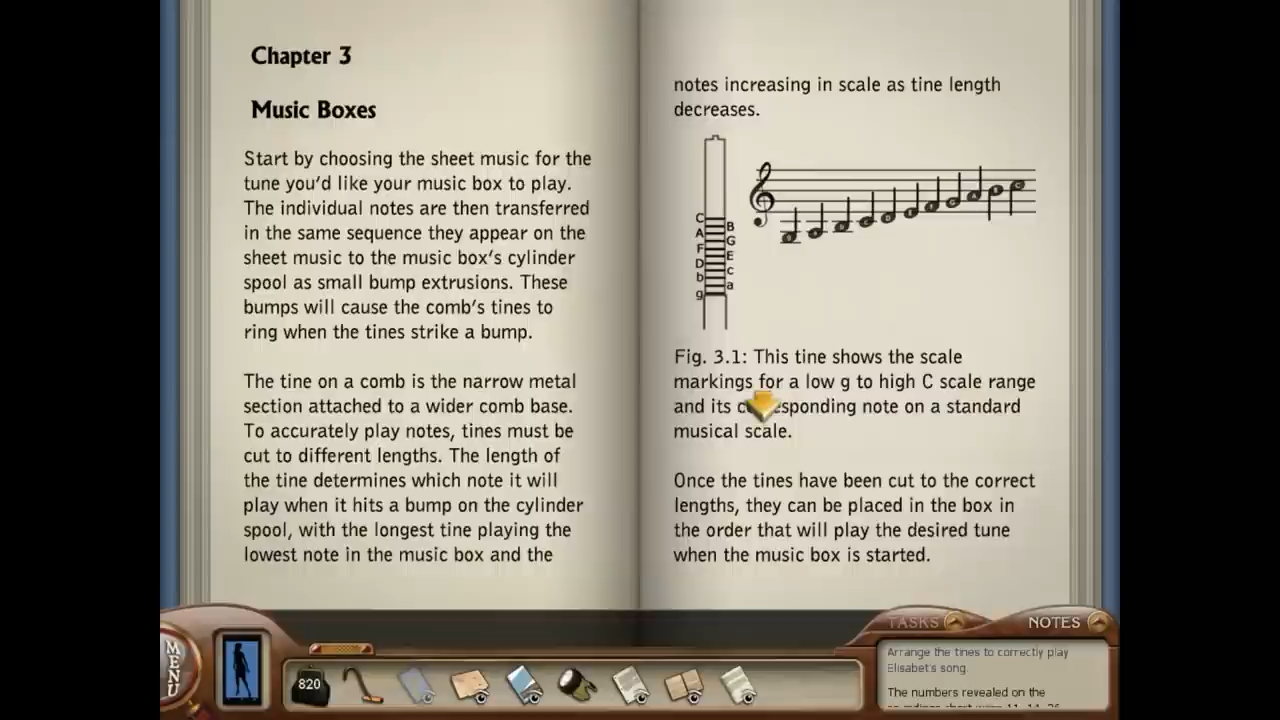 Chapter 3
Music Boxes
Start by choosing the sheet music for the
tune you'd like your music box to play.
The individual notes are then transferred
in the same sequence they appear on the
sheet music to the music box's cylinder
spool as small bump extrusions. These
bumps will cause the comb's tines to
ring when the tines strike a bump.
The tine on a comb is the narrow metal
section attached to a wider comb base.
To accurately play notes, tines must be
cut to different lengths. The length of
the tine determines which note it will
play when it hits a bump on the cylinder
spool, with the longest tine playing the
lowest note in the music box and the
notes increasing in scale as tine length
decreases.
C
B
A
G
F
E
D
c
b
a
g
Fig. 3.1: This tine shows the scale
markings for a low g to high C scale range
and its note on a standard
musical scale.
Once the tines have been cut to the correct
lengths, they can be placed in the box in
the order that will play the desired tune
when the music box is started.
MENU
820
TASKS
NOTES
Arrange the tines to correctly play
Elisabet's song.
The numbers revealed on the